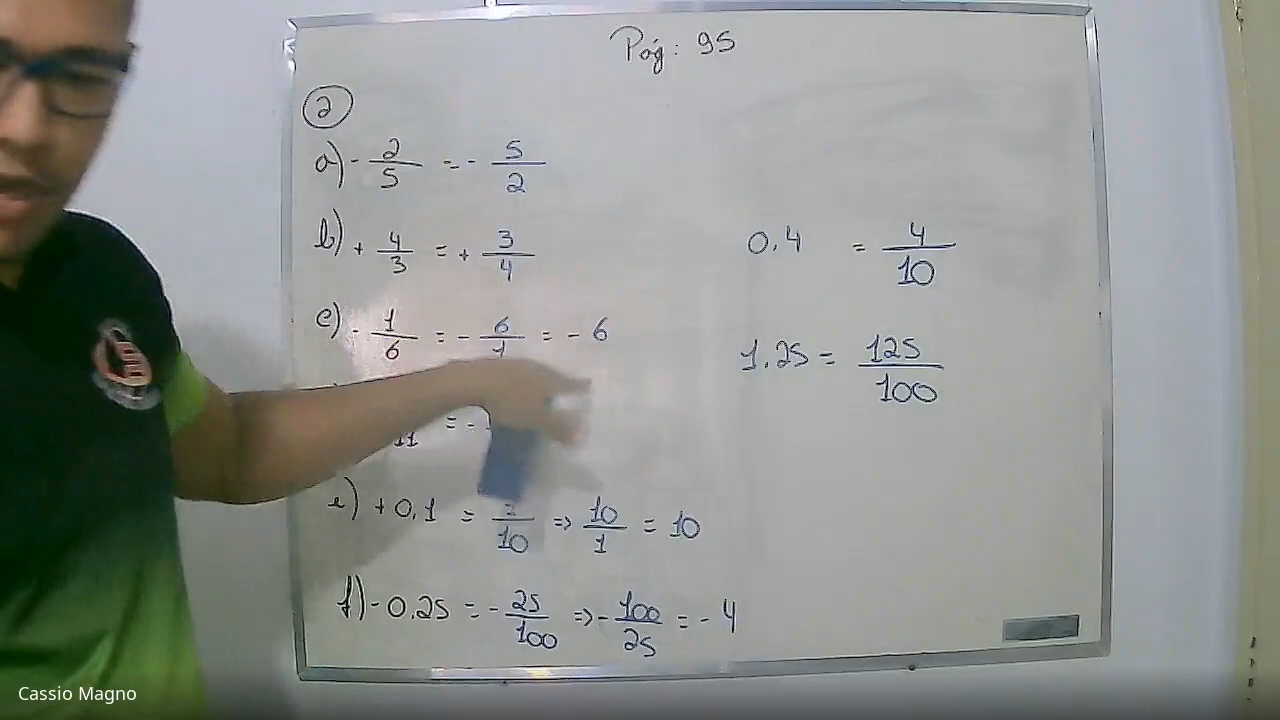 Pág: 95
2
a) - 2/5 = - 5/2
b) + 4/3 = + 3/4
c) - 1/6 = - 6/1 = - 6
11 = -
e) + 0,1 = 1/10 => 10/1 = 10
f) - 0,25 = - 25/100 => - 100/25 = - 4
0,4 = 4/10
1,25 = 125/100
Cassio Magno